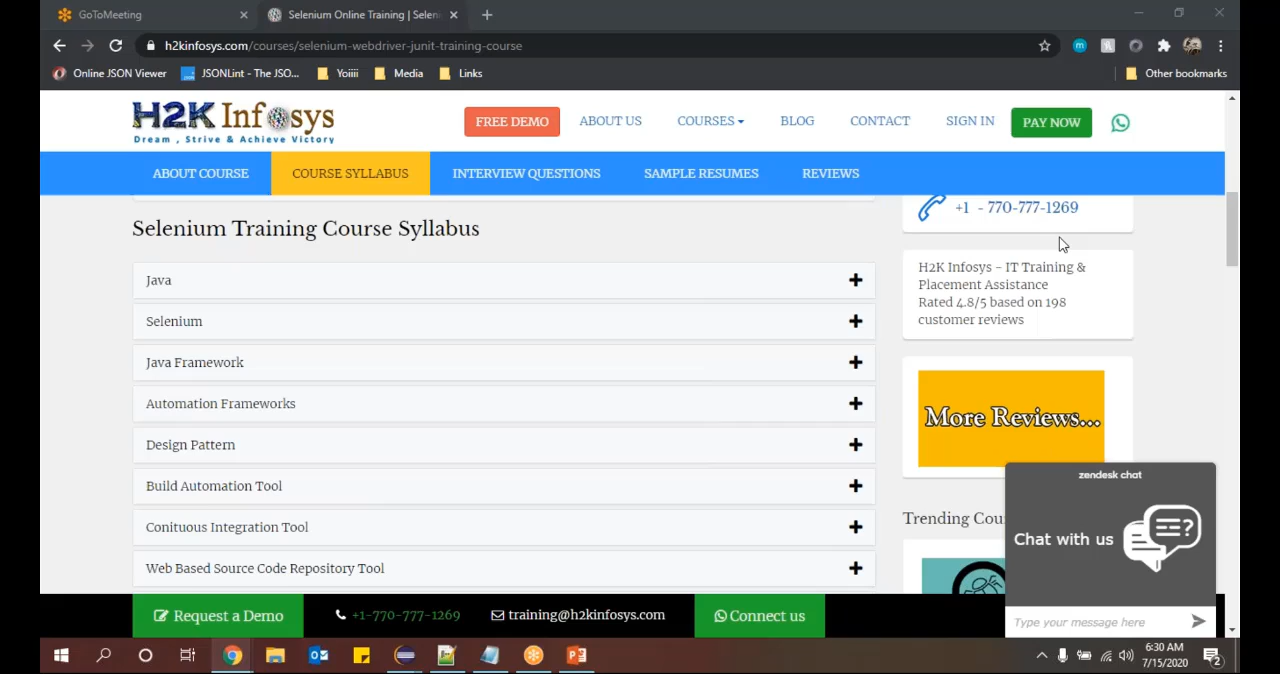 GoToMeeting
Selenium Online Training | Selen
h2kinfosys.com/courses/selenium-webdriver-junit-training-course
Online JSON Viewer
JSONLint - The JSO...
Yoiiii
Media
Links
Other bookmarks
H2K Infosys
Dream , Strive & Achieve Victory
FREE DEMO
ABOUT US
COURSES
BLOG
CONTACT
SIGN IN
PAY NOW
ABOUT COURSE
COURSE SYLLABUS
INTERVIEW QUESTIONS
SAMPLE RESUMES
REVIEWS
+1 - 770-777-1269
Selenium Training Course Syllabus
Java
Selenium
Java Framework
Automation Frameworks
Design Pattern
Build Automation Tool
Conituous Integration Tool
Web Based Source Code Repository Tool
H2K Infosys - IT Training &
Placement Assistance
Rated 4.8/5 based on 198
customer reviews
More Reviews...
Trending Cou
zendesk chat
Chat with us
Type your message here
Request a Demo
+1-770-777-1269
training@h2kinfosys.com
Connect us
6:30 AM
7/15/2020
2